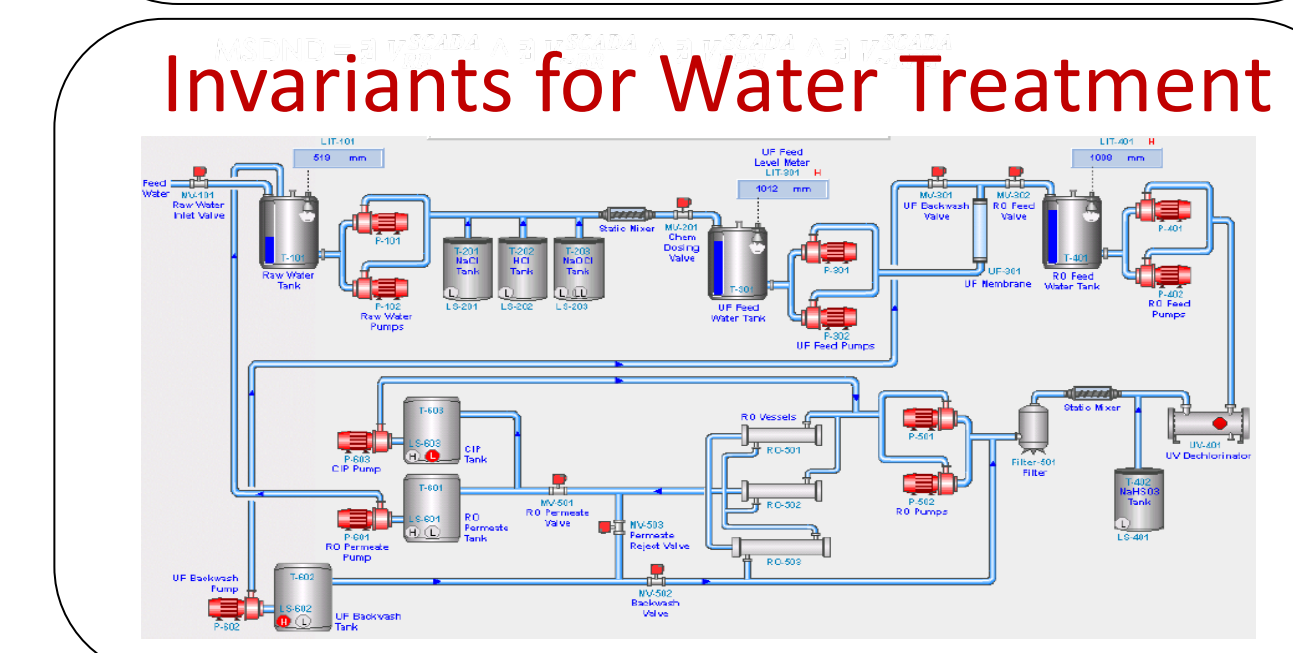 Invariants for Water Treatment
LIT-101
519 mm
Feed
Water
MV-101
Raw Water
Inlet Valve
T-101
Raw Water
Tank
P-101
P-102
Raw Water
Pumps
T-201
NaCl
Tank
L
LS-201
T-202
HCl
Tank
L
LS-202
T-203
NaOCl
Tank
L LL
LS-203
Static Mixer
MV-201
Chem
Dosing
Valve
UF Feed
Level Meter
LIT-301 H
1012 mm
T-301
UF Feed
Water Tank
P-301
P-302
UF Feed Pumps
MV-301
UF Backwash
Valve
MV-302
RO Feed
Valve
UF-301
UF Membrane
LIT-401 H
mm
T-401
RO Feed
Water Tank
P-401
P-402
RO Feed
Pumps
T-603
LS-603
H L
CIP
Tank
P-603
CIP Pump
T-601
LS-601
H L
RO
Permeate
Tank
P-601
RO Permeate
Pump
MV-501
RO Permeate
Valve
MV-503
Permeate
Reject Valve
MV-502
Backwash
Valve
RO Vessels
RO-501
RO-502
RO-503
P-501
P-502
RO Pumps
Filter-501
Filter
Static Mixer
T-402
NaHSO3
Tank
L
LS-401
UV-401
UV Dechlorinator
UF Backwash
Pump
P-602
T-602
LS-602
H L
UF Backwash
Tank